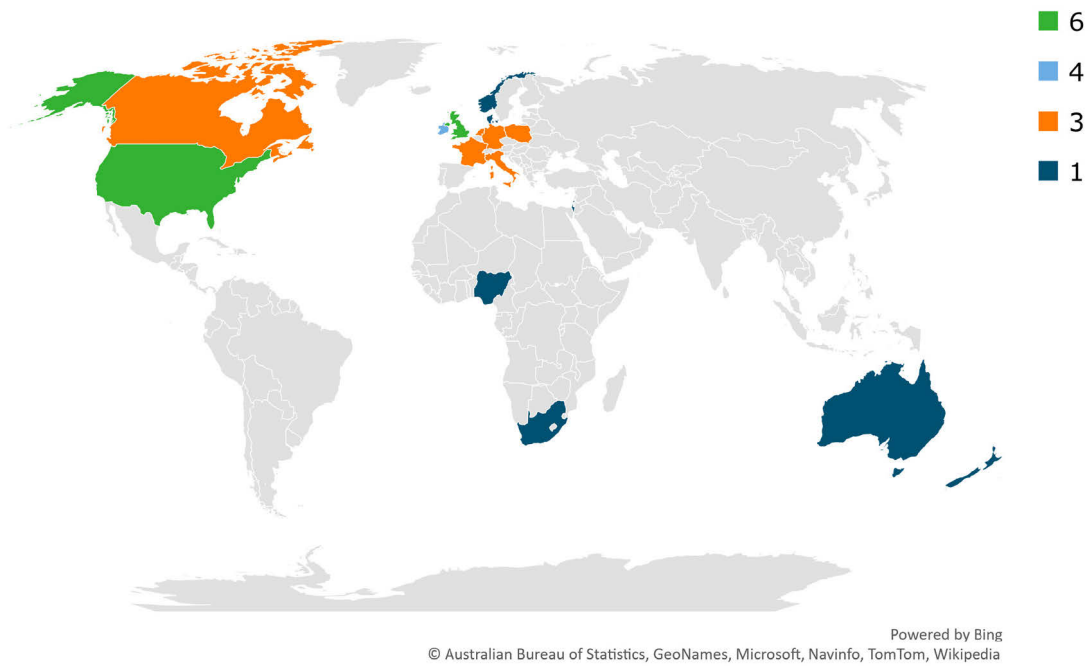 6
4
3
1
Powered by Bing
© Australian Bureau of Statistics, GeoNames, Microsoft, Navinfo, TomTom, Wikipedia